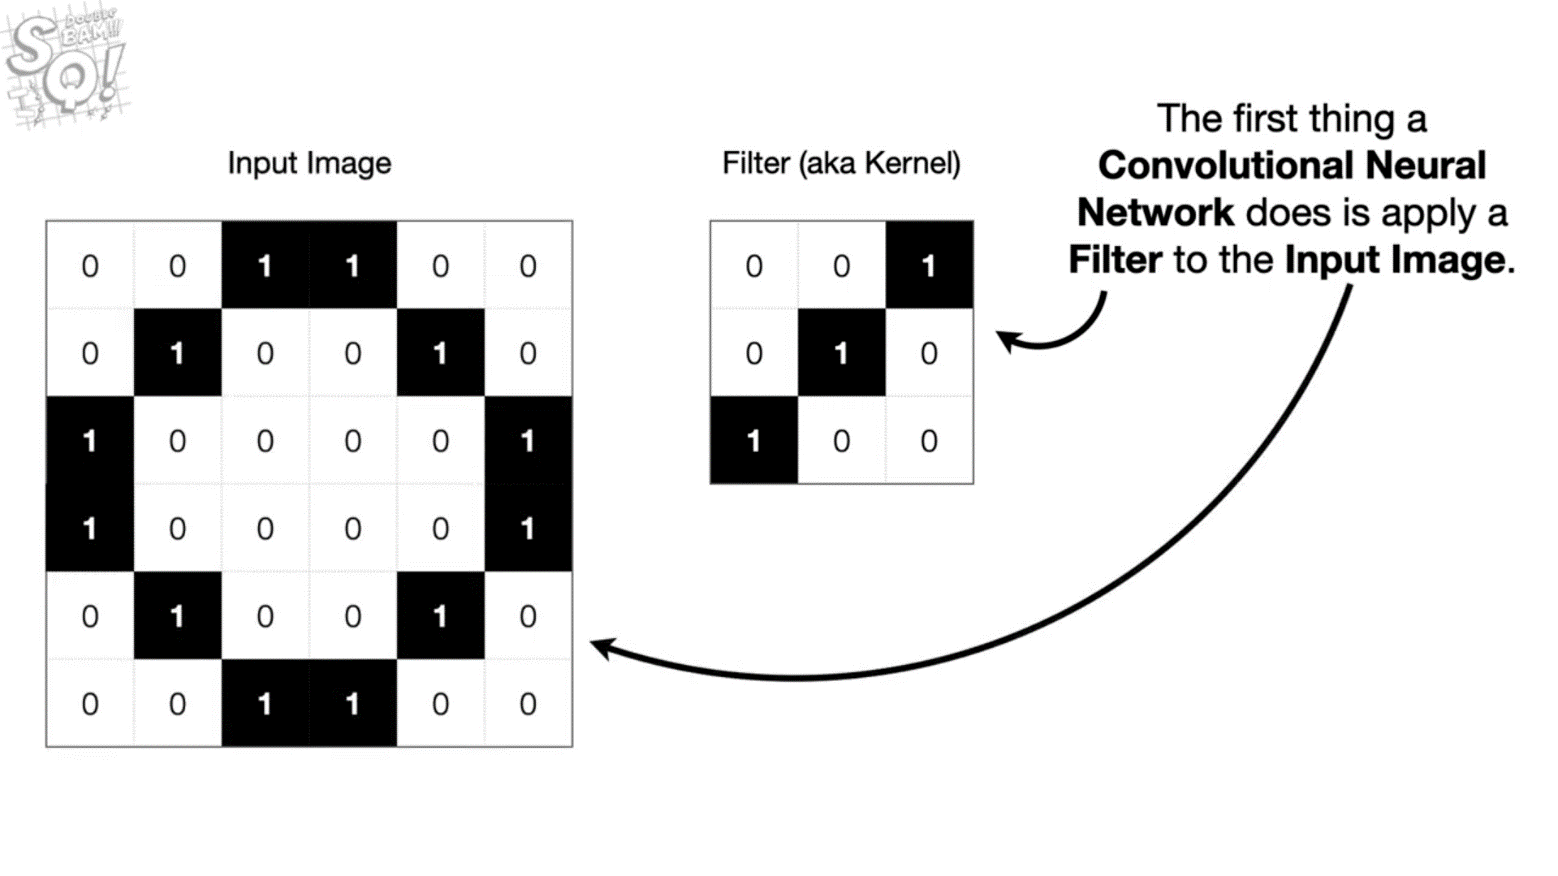 DOUBLE
BAM!!!
SQ!
Input Image
Filter (aka Kernel)
The first thing a
Convolutional Neural
Network does is apply a
Filter to the Input Image.
0 0 1 1 0 0
0 1 0 0 1 0
1 0 0 0 0 1
1 0 0 0 0 1
0 1 0 0 1 0
0 0 1 1 0 0
0 0 1
0 1 0
1 0 0